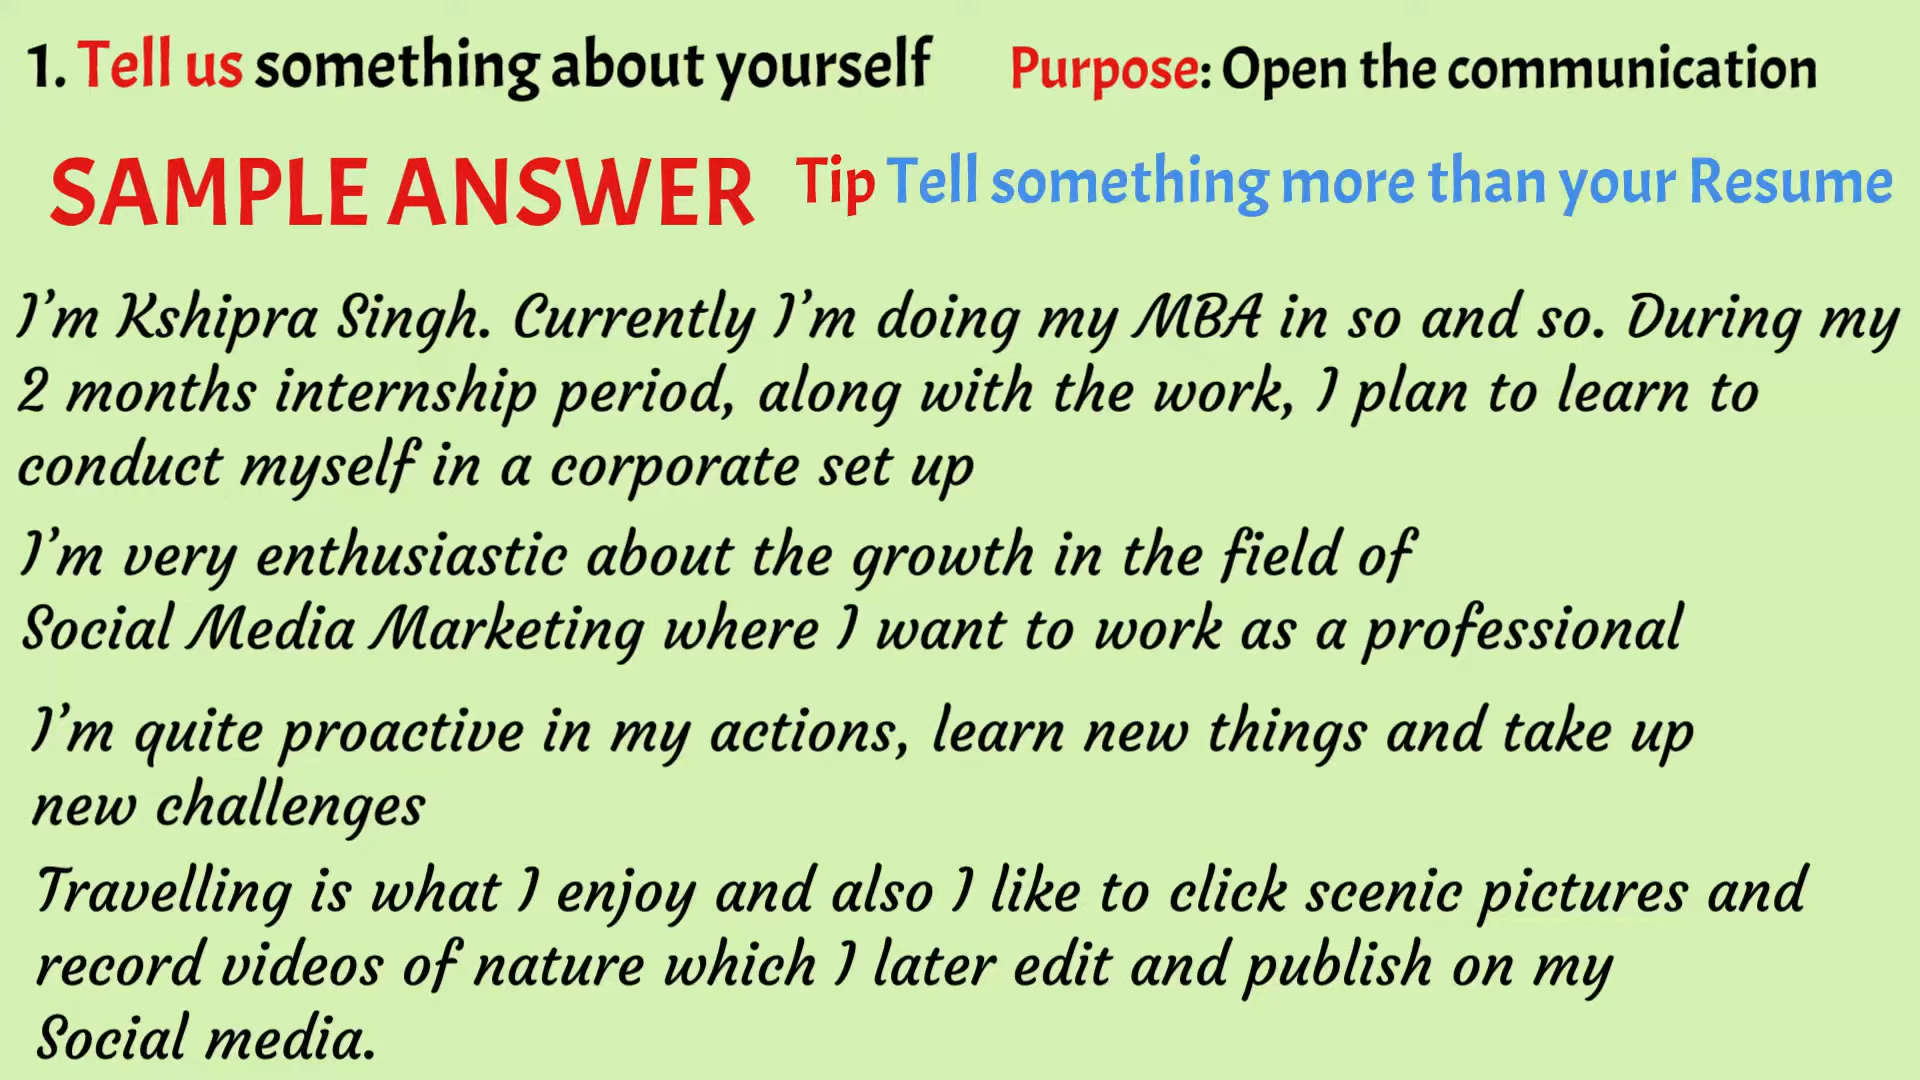 1. Tell us something about yourself
Purpose: Open the communication
SAMPLE ANSWER
Tip Tell something more than your Resume
I'm Kshipra Singh. Currently I'm doing my MBA in so and so. During my
2 months internship period, along with the work, I plan to learn to
conduct myself in a corporate set up
I'm very enthusiastic about the growth in the field of
Social Media Marketing where I want to work as a professional
I'm quite proactive in my actions, learn new things and take up
new challenges
Travelling is what I enjoy and also I like to click scenic pictures and
record videos of nature which I later edit and publish on my
Social media.